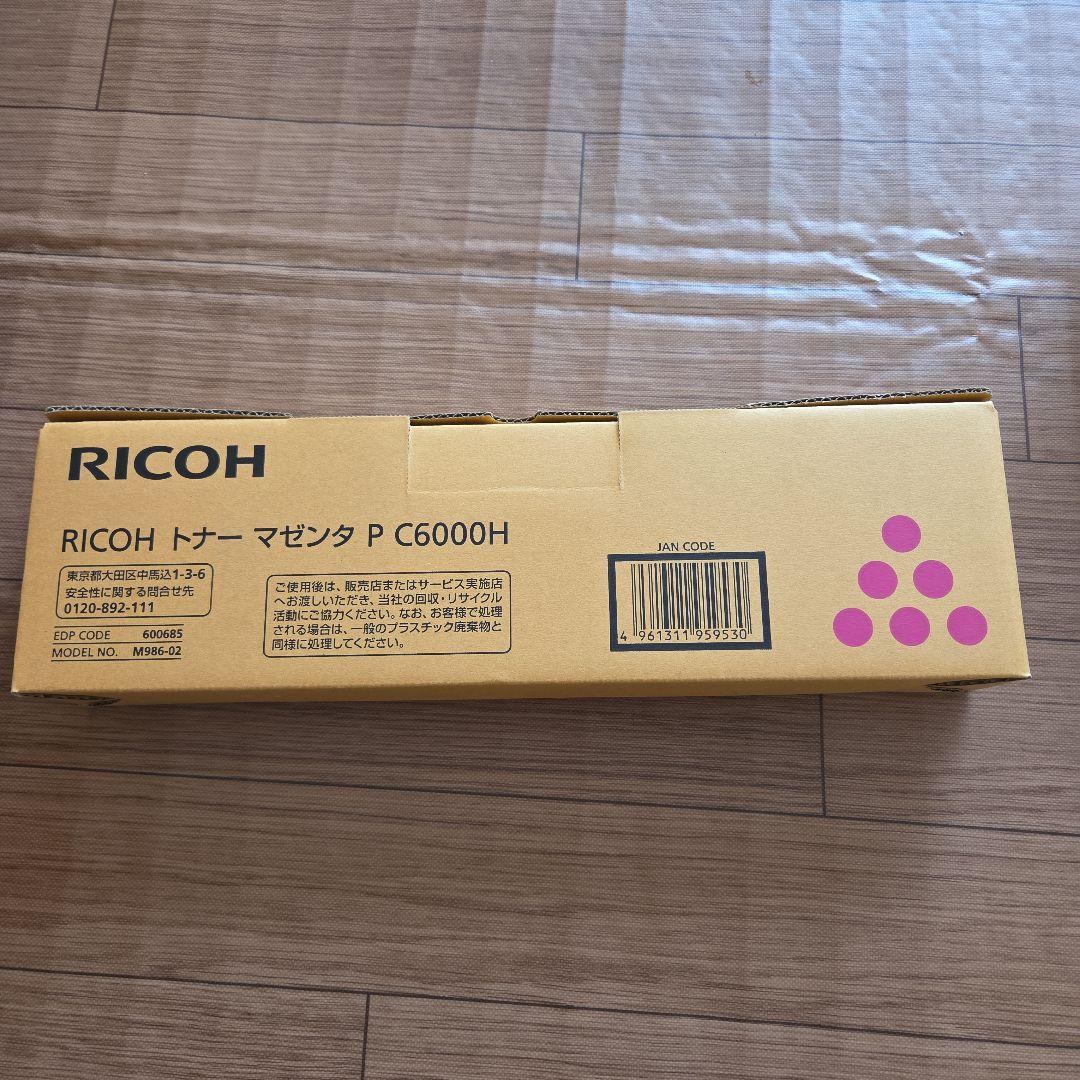 RICOH
RICOH トナー マゼンタ P C6000H
東京都大田区中馬込1-3-6
安全性に関する問合せ先
0120-892-111
EDP CODE 600685
MODEL NO. M986-02
ご使用後は、販売店またはサービス実施店
へお渡しいただき、当社の回収・リサイクル
活動にご協力ください。なお、お客様で処理
される場合は、一般のプラスチック廃棄物と
同様に処理してください。
JAN CODE
4 961311 959530